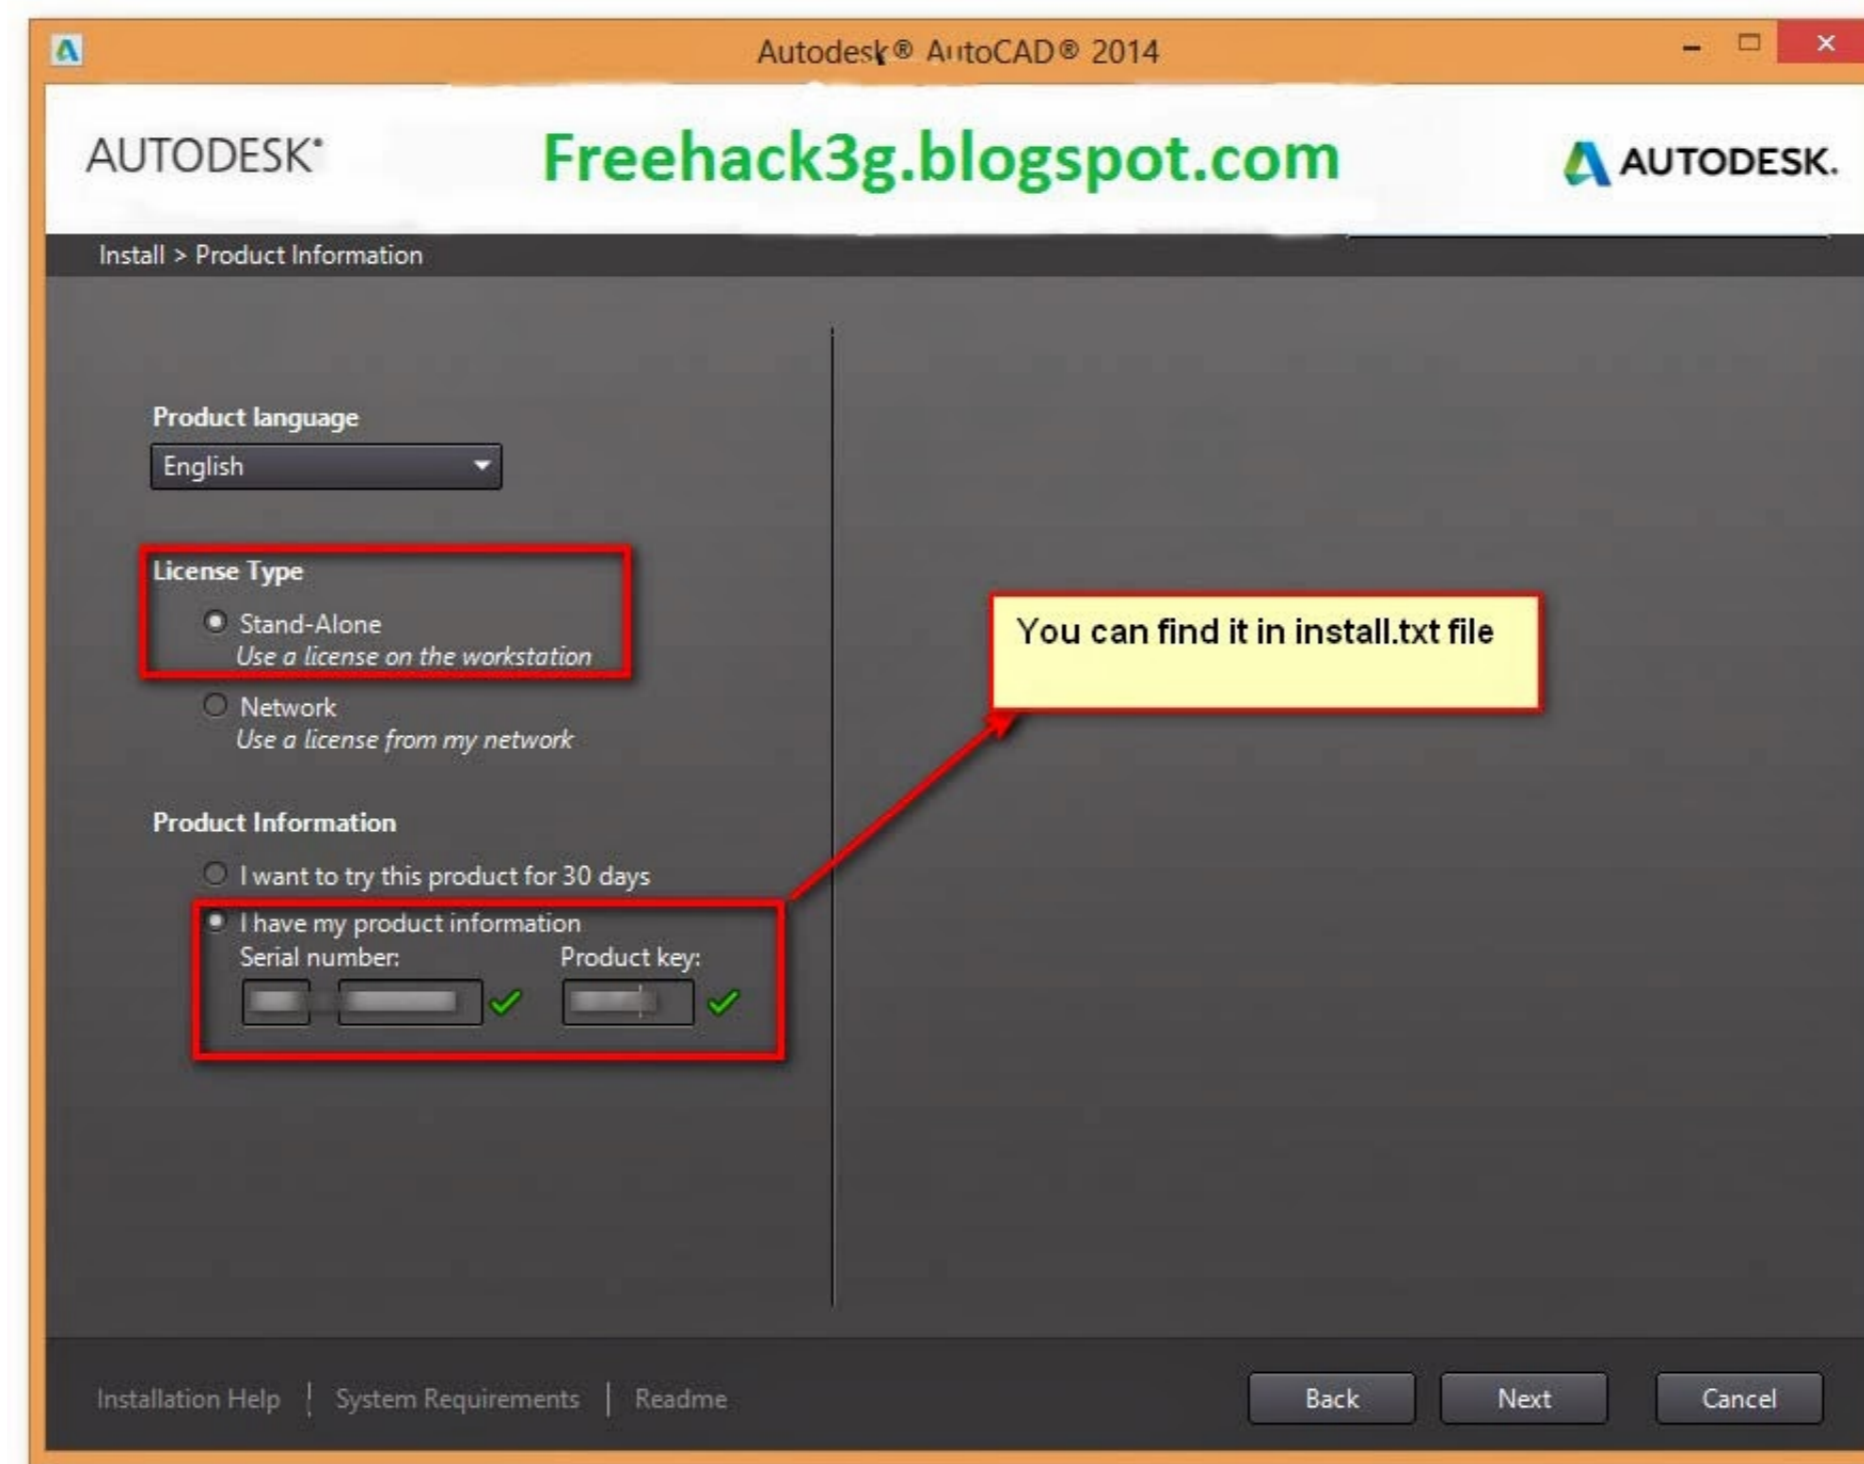 Autodesk® AutoCAD® 2014
AUTODESK®
Freehack3g.blogspot.com
AUTODESK.
Install > Product Information
Product language
English
License Type
Stand-Alone
Use a license on the workstation
Network
Use a license from my network
You can find it in install.txt file
Product Information
I want to try this product for 30 days
I have my product information
Serial number:
Product key:
Installation Help | System Requirements | Readme
Back
Next
Cancel